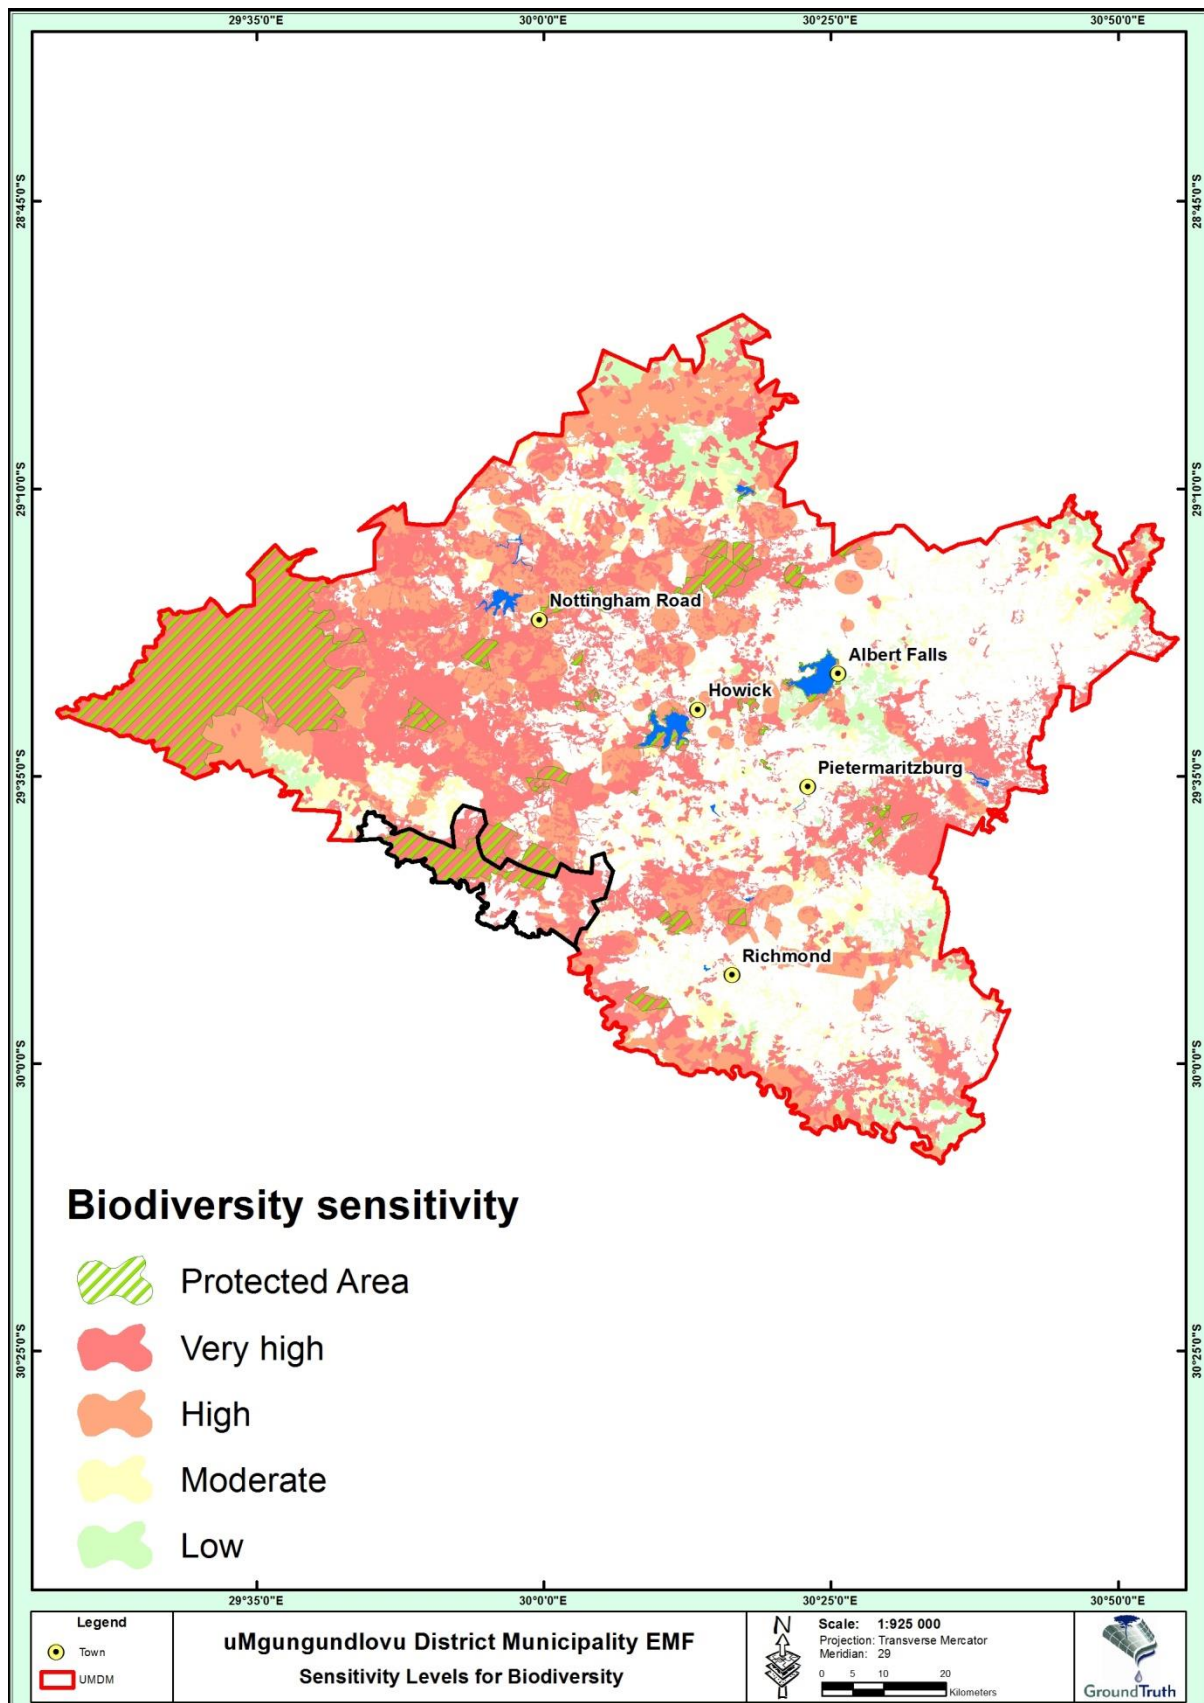 29°35'0"E 30°0'0"E 30°25'0"E 30°50'0"E
28°45'0"S 28°45'0"S
29°10'0"S 29°10'0"S
Nottingham Road
Albert Falls
Howick
29°35'0"S 29°35'0"S
Pietermaritzburg
Richmond
30°0'0"S 30°0'0"S
Biodiversity sensitivity
Protected Area
Very high
30°25'0"S 30°25'0"S
High
Moderate
Low
29°35'0"E 30°0'0"E 30°25'0"E 30°50'0"E
Legend
Town
UMDM
uMgungundlovu District Municipality EMF
Sensitivity Levels for Biodiversity
N
Scale: 1:925 000
Projection: Transverse Mercator
Meridian: 29
0 5 10 20
Kilometers
GroundTruth